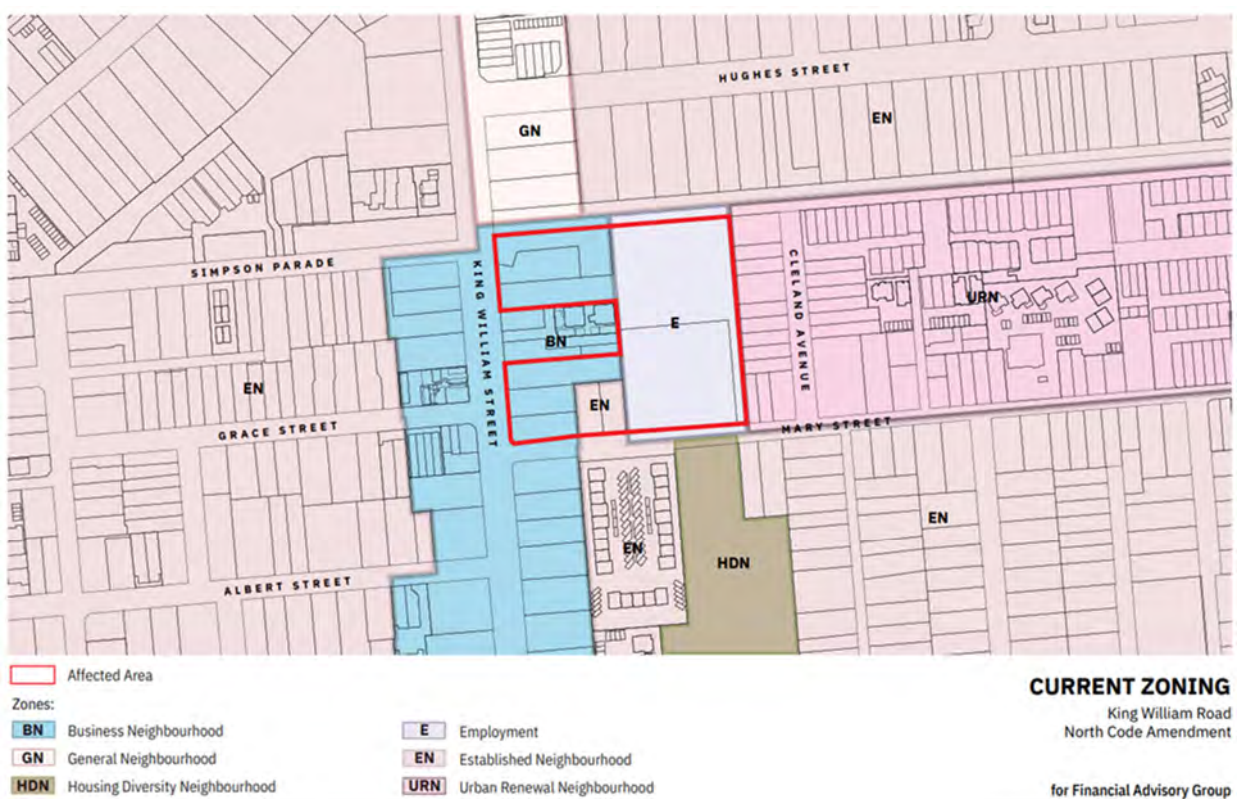 HUGHES STREET
GN
EN
SIMPSON PARADE
KING WILLIAM STREET
CLELAND AVENUE
URN
E
BN
EN
EN
GRACE STREET
MARY STREET
EN
EN
HDN
ALBERT STREET
Affected Area
Zones:
BN Business Neighbourhood
GN General Neighbourhood
HDN Housing Diversity Neighbourhood
E Employment
EN Established Neighbourhood
URN Urban Renewal Neighbourhood
CURRENT ZONING
King William Road
North Code Amendment
for Financial Advisory Group